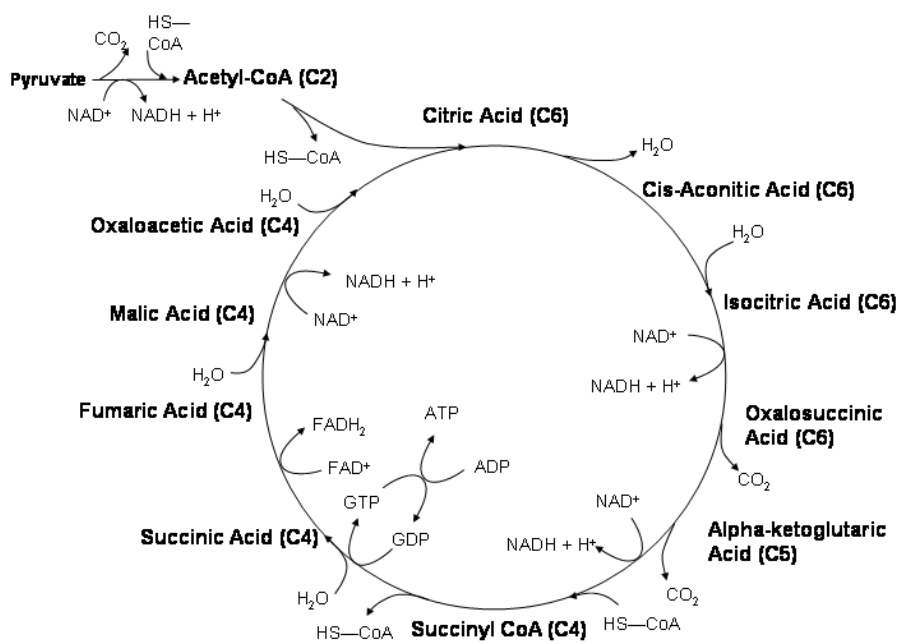 HS—
CoA
CO₂
Pyruvate
Acetyl-CoA (C2)
NAD⁺
NADH + H⁺
Citric Acid (C6)
HS—CoA
H₂O
Cis-Aconitic Acid (C6)
H₂O
Oxaloacetic Acid (C4)
H₂O
Isocitric Acid (C6)
NADH + H⁺
Malic Acid (C4)
NAD⁺
NAD⁺
H₂O
NADH + H⁺
Fumaric Acid (C4)
Oxalosuccinic
Acid (C6)
ATP
FADH₂
FAD⁺
ADP
CO₂
GTP
NAD⁺
Succinic Acid (C4)
GDP
NADH + H⁺
Alpha-ketoglutaric
Acid (C5)
H₂O
CO₂
HS—CoA
Succinyl CoA (C4)
HS—CoA